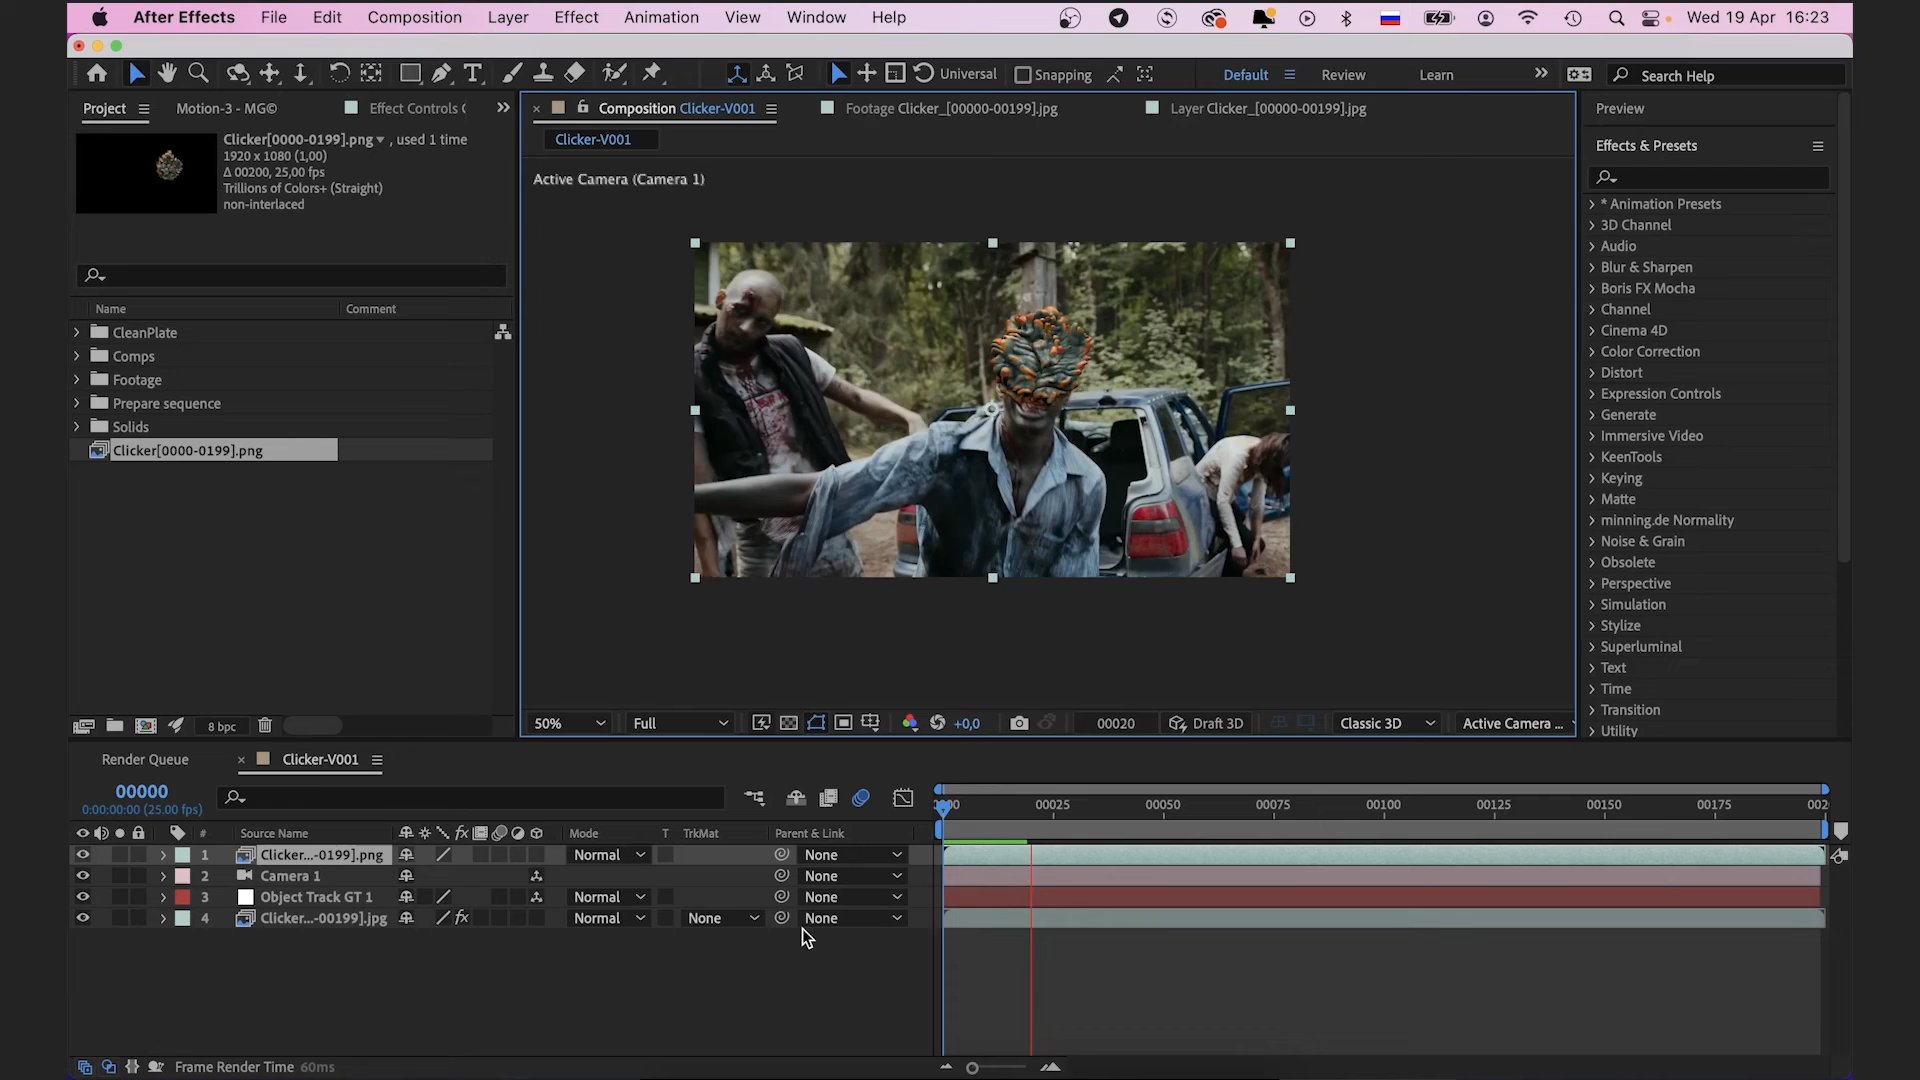 After Effects File Edit Composition Layer Effect Animation View Window Help Wed 19 Apr 16:23
Universal Snapping Default Review Learn Search Help
Project Motion-3 - MG© Effect Controls
Composition Clicker-V001 Footage Clicker_[00000-00199].jpg Layer Clicker_[00000-00199].jpg
Clicker-V001
Active Camera (Camera 1)
Clicker[0000-0199].png , used 1 time
1920 x 1080 (1,00)
Δ 00200, 25,00 fps
Trillions of Colors+ (Straight)
non-interlaced
Name Comment
CleanPlate
Comps
Footage
Prepare sequence
Solids
Clicker[0000-0199].png
8 bpc
50% Full +0,0 00020 Draft 3D Classic 3D Active Camera ...
Preview
Effects & Presets
* Animation Presets
3D Channel
Audio
Blur & Sharpen
Boris FX Mocha
Channel
Cinema 4D
Color Correction
Distort
Expression Controls
Generate
Immersive Video
KeenTools
Keying
Matte
minning.de Normality
Noise & Grain
Obsolete
Perspective
Simulation
Stylize
Superluminal
Text
Time
Transition
Utility
Render Queue Clicker-V001
00000
0:00:00:00 (25.00 fps)
00025 00050 00075 00100 00125 00150 00175
# Source Name fx Mode T TrkMat Parent & Link
1 Clicker...-0199].png Normal None
2 Camera 1 None
3 Object Track GT 1 Normal None
4 Clicker...-00199].jpg fx Normal None None
Frame Render Time 60ms